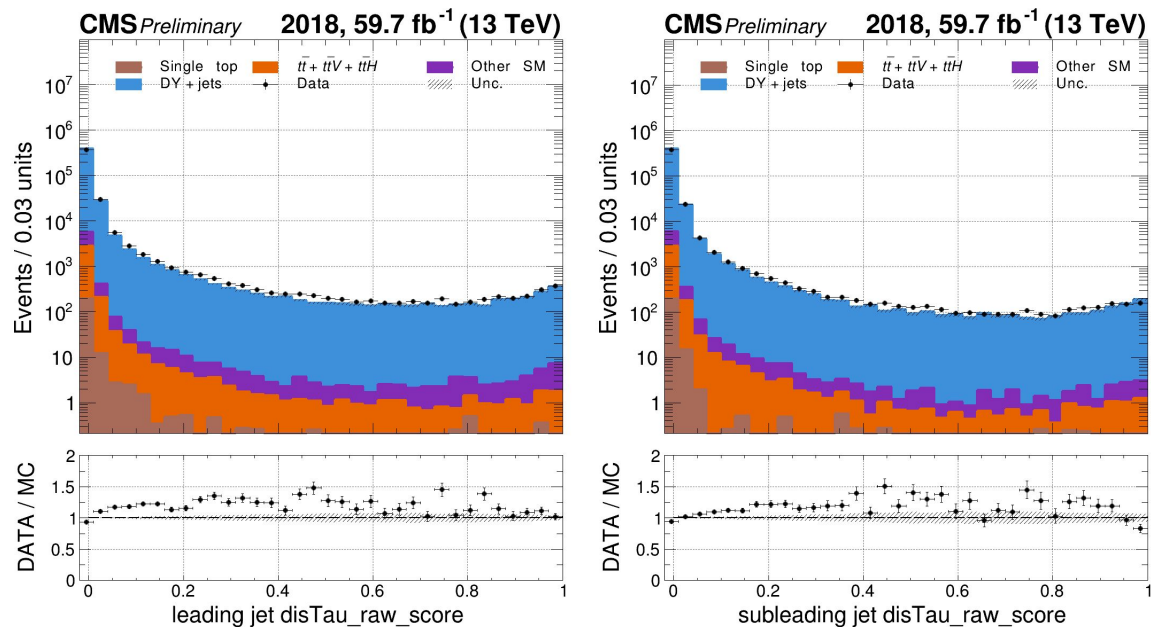 CMS Preliminary 2018, 59.7 fb⁻¹ (13 TeV)
Single top tt̄ + tt̄V + tt̄H Other SM
DY + jets Data Unc.
10⁷
10⁶
10⁵
10⁴
10³
10²
10
1
Events / 0.03 units
2
1.5
1
0.5
0
DATA / MC
0 0.2 0.4 0.6 0.8 1
leading jet disTau_raw_score
CMS Preliminary 2018, 59.7 fb⁻¹ (13 TeV)
Single top tt̄ + tt̄V + tt̄H Other SM
DY + jets Data Unc.
10⁷
10⁶
10⁵
10⁴
10³
10²
10
1
Events / 0.03 units
2
1.5
1
0.5
0
DATA / MC
0 0.2 0.4 0.6 0.8 1
subleading jet disTau_raw_score